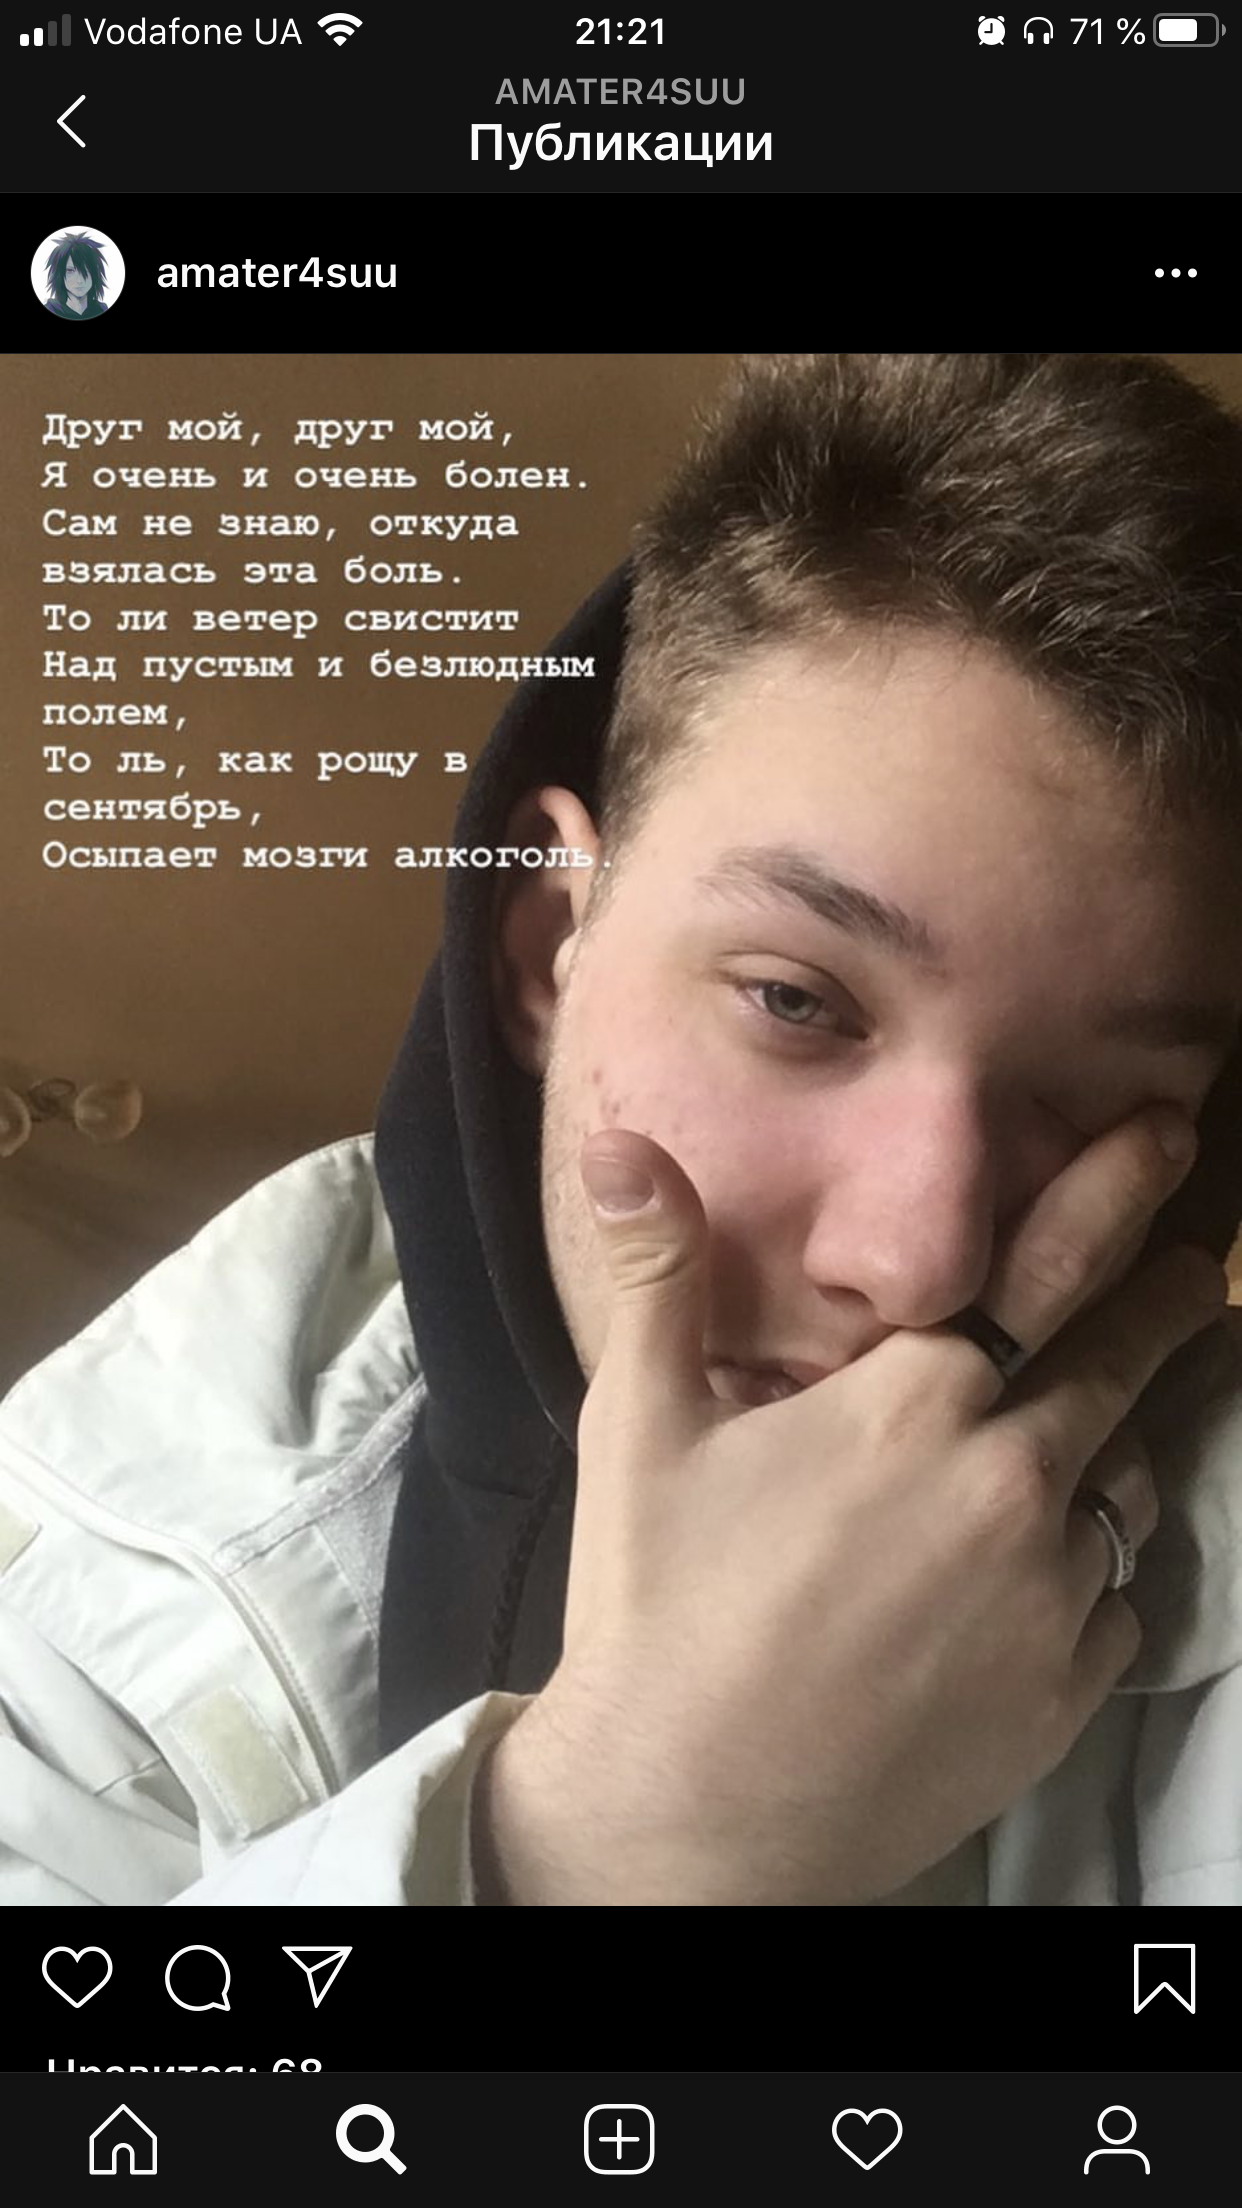 Vodafone UA
21:21
71 %
AMATER4SUU
Публикации
amater4suu
Друг мой, друг мой,
Я очень и очень болен.
Сам не знаю, откуда
взялась эта боль.
То ли ветер свистит
Над пустым и безлюдным
полем,
То ль, как рощу в
сентябрь,
Осыпает мозги алкоголь.
Нравится: 68